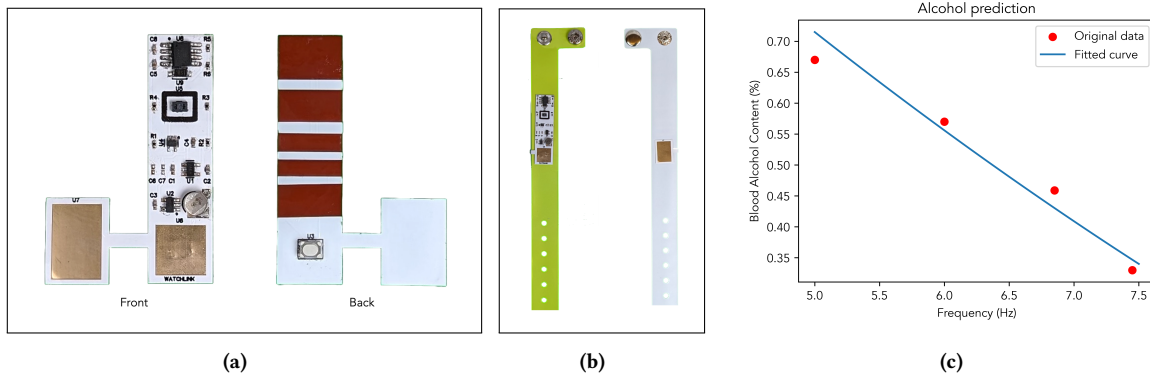 C8
U8
R5
C5
R6
U9
U5
R4
R3
R1
C4
R2
C6 C7 C1
U1
C2
C3
U2
U7
U6
WATCHLINK
Front
U3
Back
(a)
(b)
Alcohol prediction
Original data
Fitted curve
Blood Alcohol Content (%)
0.70
0.65
0.60
0.55
0.50
0.45
0.40
0.35
5.0 5.5 6.0 6.5 7.0 7.5
Frequency (Hz)
(c)